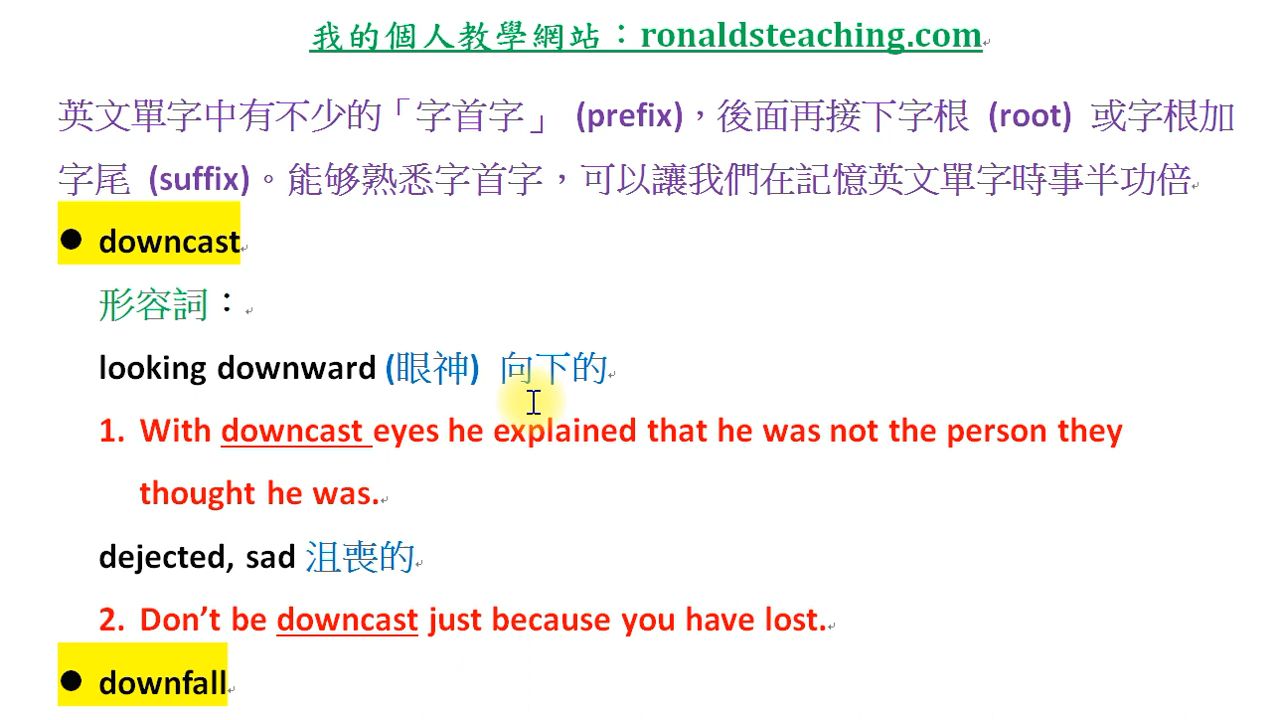 我的個人教學網站：ronaldsteaching.com
英文單字中有不少的「字首字」 (prefix)，後面再接下字根 (root) 或字根加
字尾 (suffix)。能够熟悉字首字，可以讓我們在記憶英文單字時事半功倍
● downcast
形容詞：
looking downward (眼神) 向下的
1. With downcast eyes he explained that he was not the person they
thought he was.
dejected, sad 沮喪的
2. Don’t be downcast just because you have lost.
● downfall